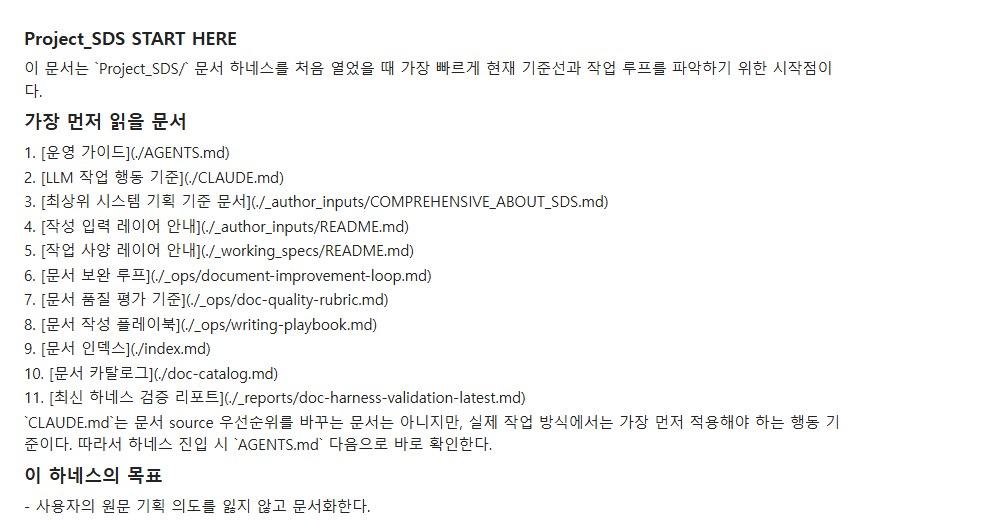 Project_SDS START HERE
이 문서는 `Project_SDS/` 문서 하네스를 처음 열었을 때 가장 빠르게 현재 기준선과 작업 루프를 파악하기 위한 시작점이
다.
가장 먼저 읽을 문서
1. [운영 가이드](./AGENTS.md)
2. [LLM 작업 행동 기준](./CLAUDE.md)
3. [최상위 시스템 기획 기준 문서](./_author_inputs/COMPREHENSIVE_ABOUT_SDS.md)
4. [작성 입력 레이어 안내](./_author_inputs/README.md)
5. [작업 사양 레이어 안내](./_working_specs/README.md)
6. [문서 보완 루프](./_ops/document-improvement-loop.md)
7. [문서 품질 평가 기준](./_ops/doc-quality-rubric.md)
8. [문서 작성 플레이북](./_ops/writing-playbook.md)
9. [문서 인덱스](./index.md)
10. [문서 카탈로그](./doc-catalog.md)
11. [최신 하네스 검증 리포트](./_reports/doc-harness-validation-latest.md)
`CLAUDE.md`는 문서 source 우선순위를 바꾸는 문서는 아니지만, 실제 작업 방식에서는 가장 먼저 적용해야 하는 행동 기
준이다. 따라서 하네스 진입 시 `AGENTS.md` 다음으로 바로 확인한다.
이 하네스의 목표
- 사용자의 원문 기획 의도를 잃지 않고 문서화한다.